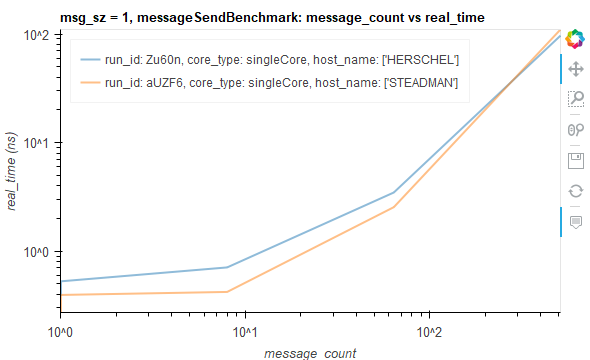 msg_sz = 1, messageSendBenchmark: message_count vs real_time
run_id: Zu60n, core_type: singleCore, host_name: ['HERSCHEL']
run_id: aUZF6, core_type: singleCore, host_name: ['STEADMAN']
real_time (ns)
10^2
10^1
10^0
10^0
10^1
10^2
message_count